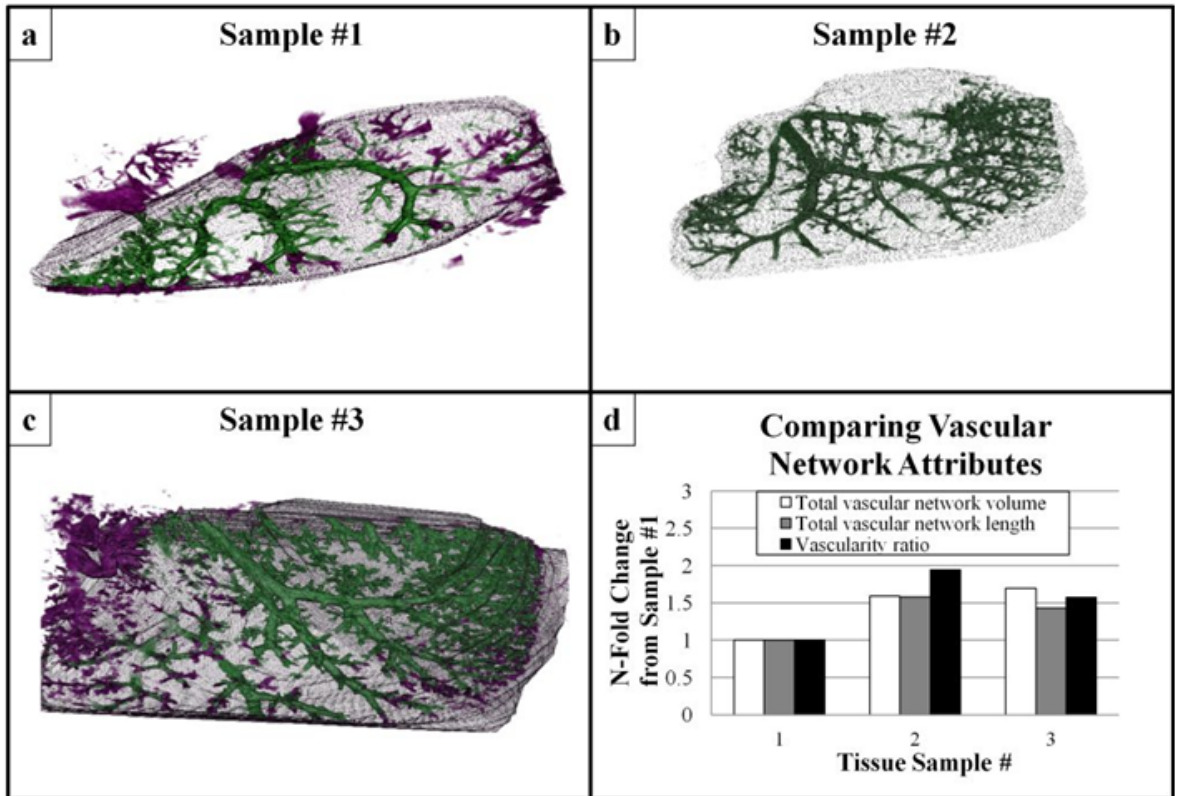 a
Sample #1
b
Sample #2
c
Sample #3
d
Comparing Vascular
Network Attributes
N-Fold Change
from Sample #1
3
2.5
2
1.5
1
0.5
0
Total vascular network volume
Total vascular network length
Vascularity ratio
1
2
3
Tissue Sample #